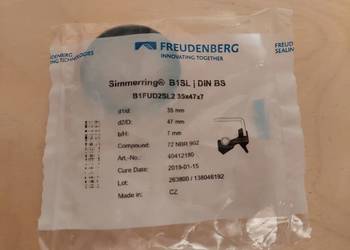 FREUDENBERG
INNOVATING TOGETHER
Simmerring® B1SL | DIN BS
B1FUD2SL2 35x47x7
d1/d: 35 mm
d2/D: 47 mm
b/H: 7 mm
Compound: 72 NBR 902
Art.-No.: 40412180
Cure date: 2019-01-15
Lot: 263800 / 138046192
Made in: CZ